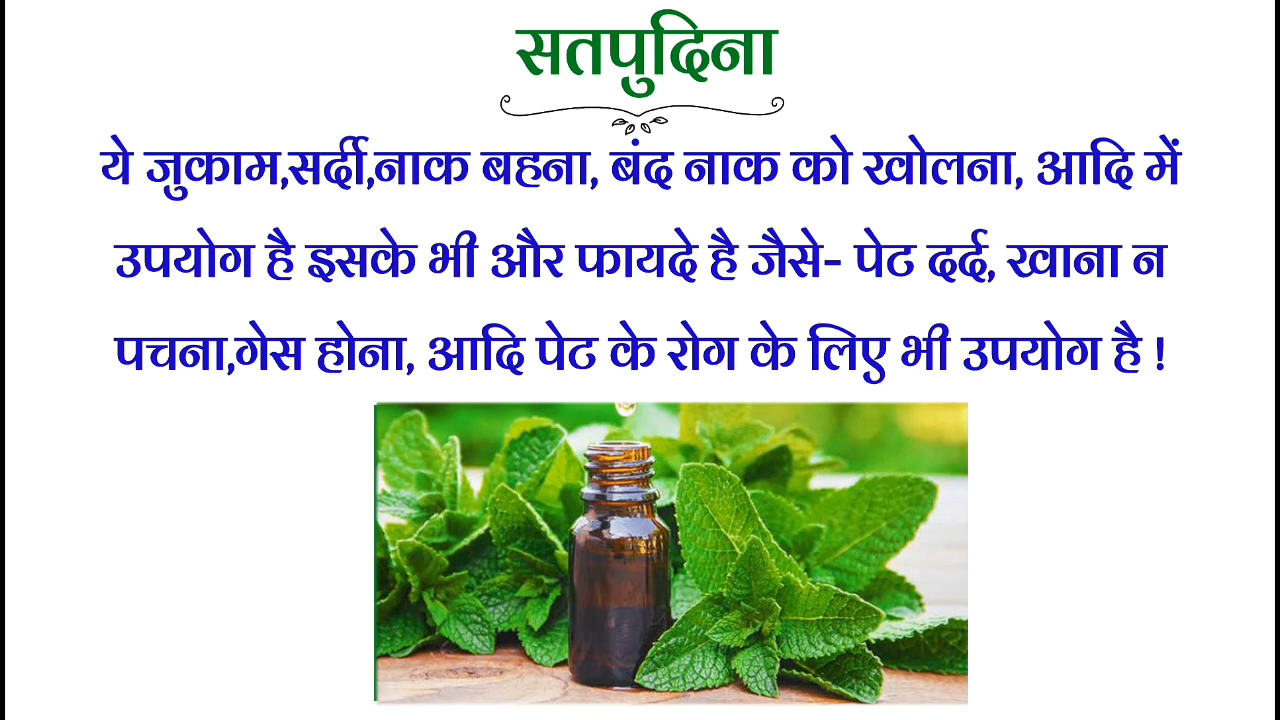 सतपुदिना
ये जुकाम,सर्दी,नाक बहना, बंद नाक को खोलना, आदि में
उपयोग है इसके भी और फायदे है जैसे- पेट दर्द, खाना न
पचना,गेस होना, आदि पेट के रोग के लिए भी उपयोग है !